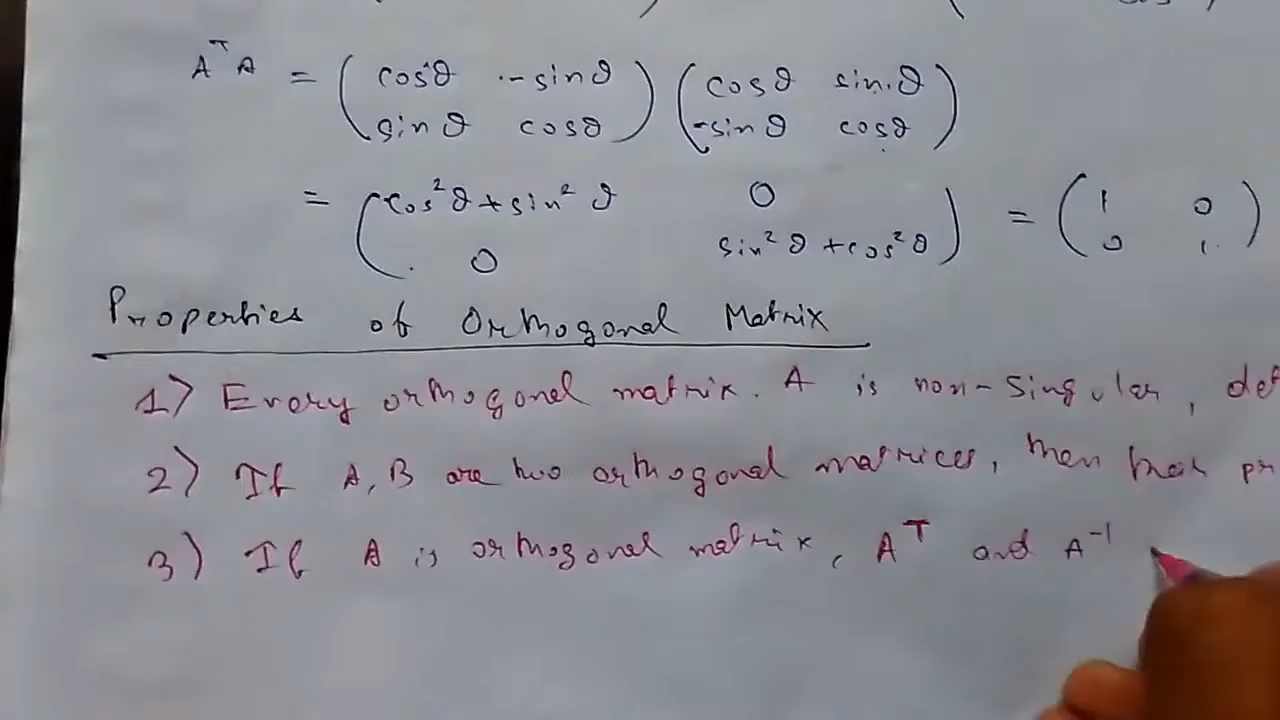 AᵀA = ( cosθ -sinθ ) ( cosθ sinθ )
sinθ cosθ -sinθ cosθ
= ( cos²θ + sin²θ 0 ) = ( 1 0 )
0 sin²θ + cos²θ 0 1
Properties of Orthogonal Matrix
1) Every orthogonal matrix. A is non-singular, det
2) If A, B are two orthogonal matrices, then their pr
3) If A is orthogonal matrix, Aᵀ and A⁻¹